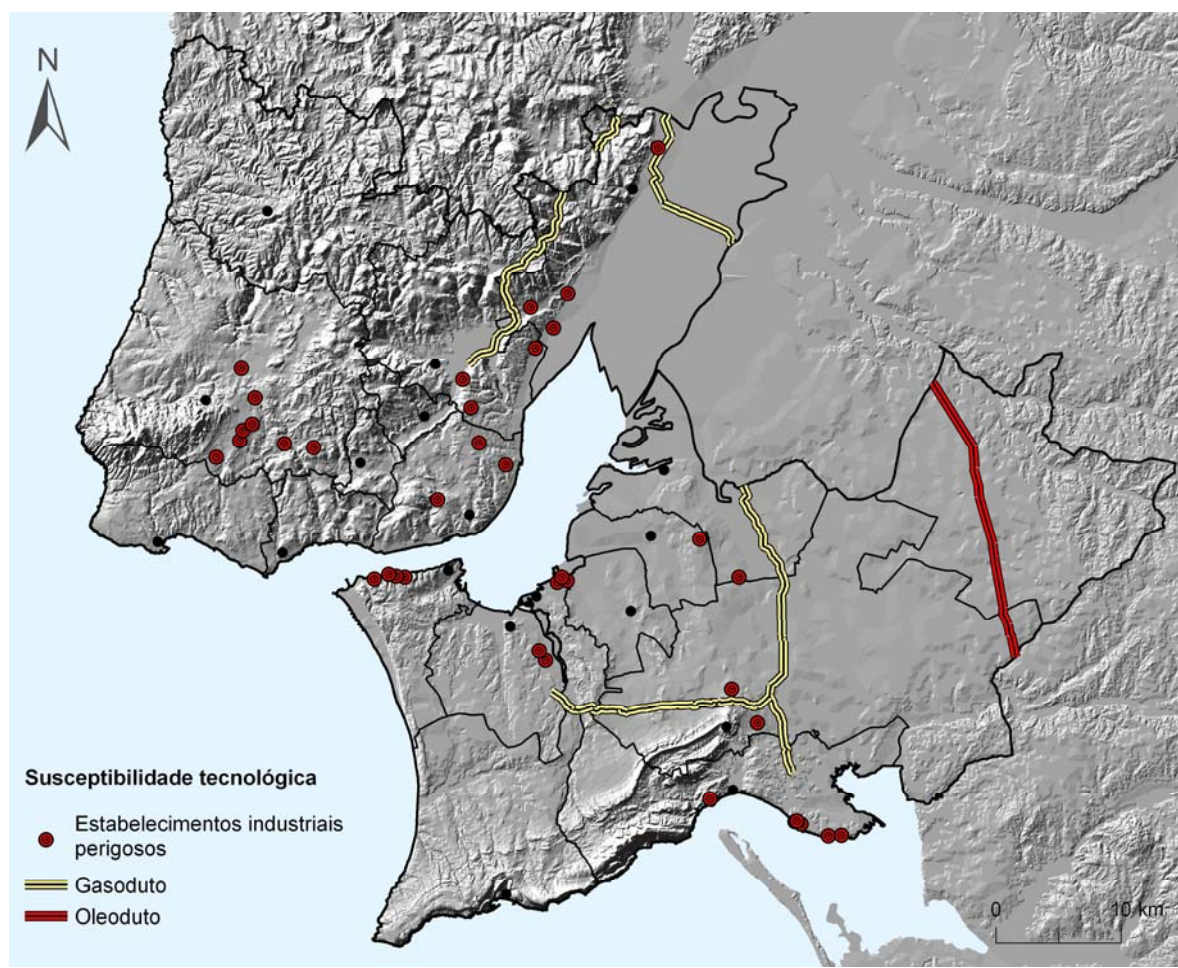 N
Susceptibilidade tecnológica
Estabelecimentos industriais
perigosos
Gasoduto
Oleoduto
0
10 km